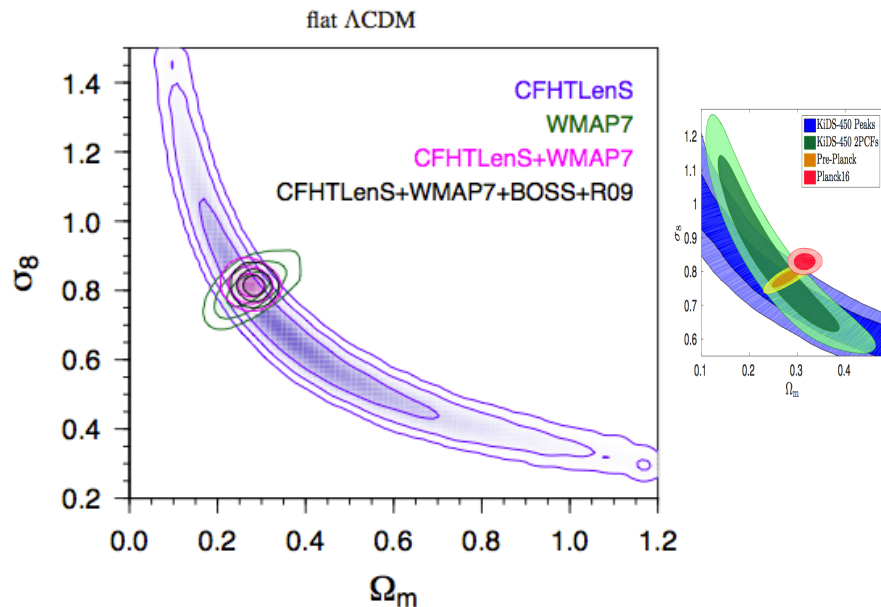 flat ΛCDM
CFHTLenS
WMAP7
CFHTLenS+WMAP7
CFHTLenS+WMAP7+BOSS+R09
σ8
1.4
1.2
1.0
0.8
0.6
0.4
0.2
0.0 0.2 0.4 0.6 0.8 1.0 1.2
Ωm
KiDS-450 Peaks
KiDS-450 2PCFs
Pre-Planck
Planck16
σ8
1.2
1.1
1
0.9
0.8
0.7
0.6
0.1 0.2 0.3 0.4
Ωm